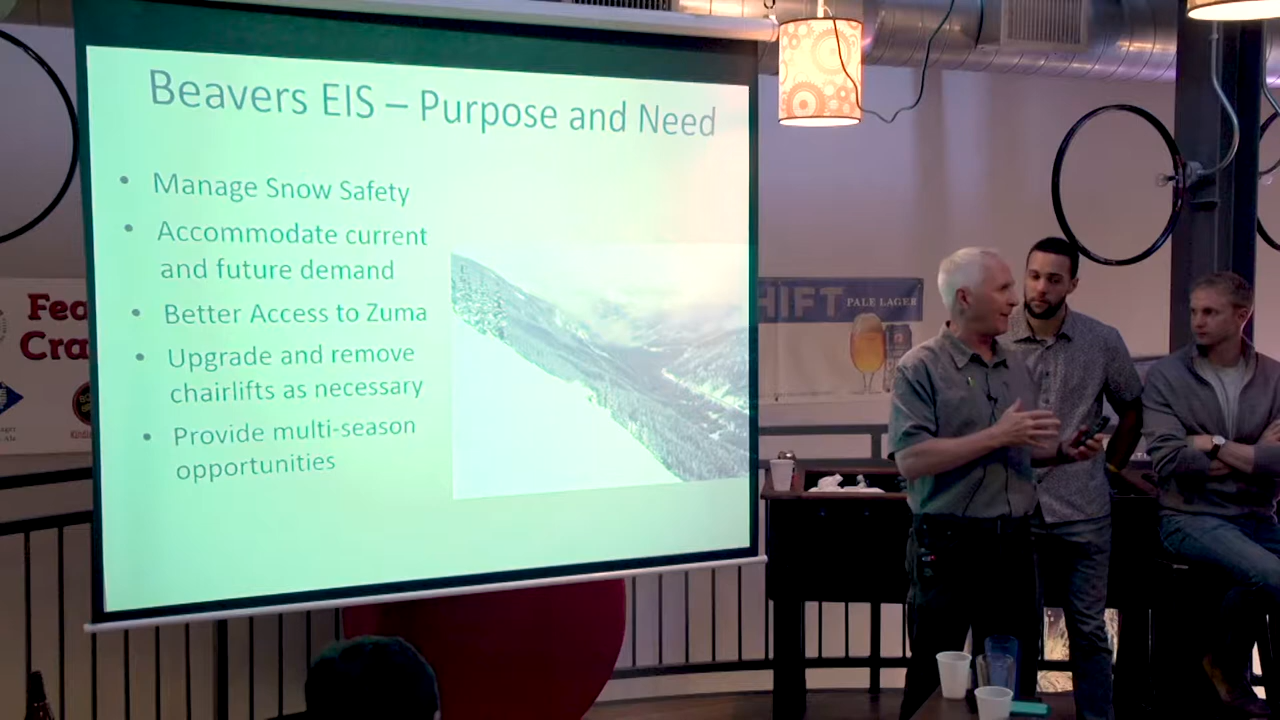 Beavers EIS – Purpose and Need
• Manage Snow Safety
• Accommodate current
and future demand
• Better Access to Zuma
• Upgrade and remove
chairlifts as necessary
• Provide multi-season
opportunities
HIFT PALE LAGER
Fea
Cra